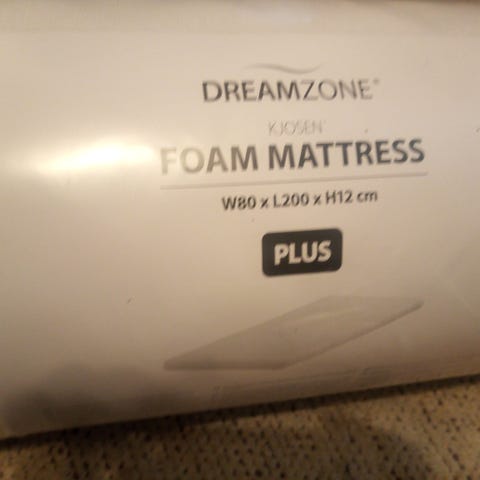 DREAMZONE
KJOSEN
FOAM MATTRESS
W80 x L200 x H12 cm
PLUS